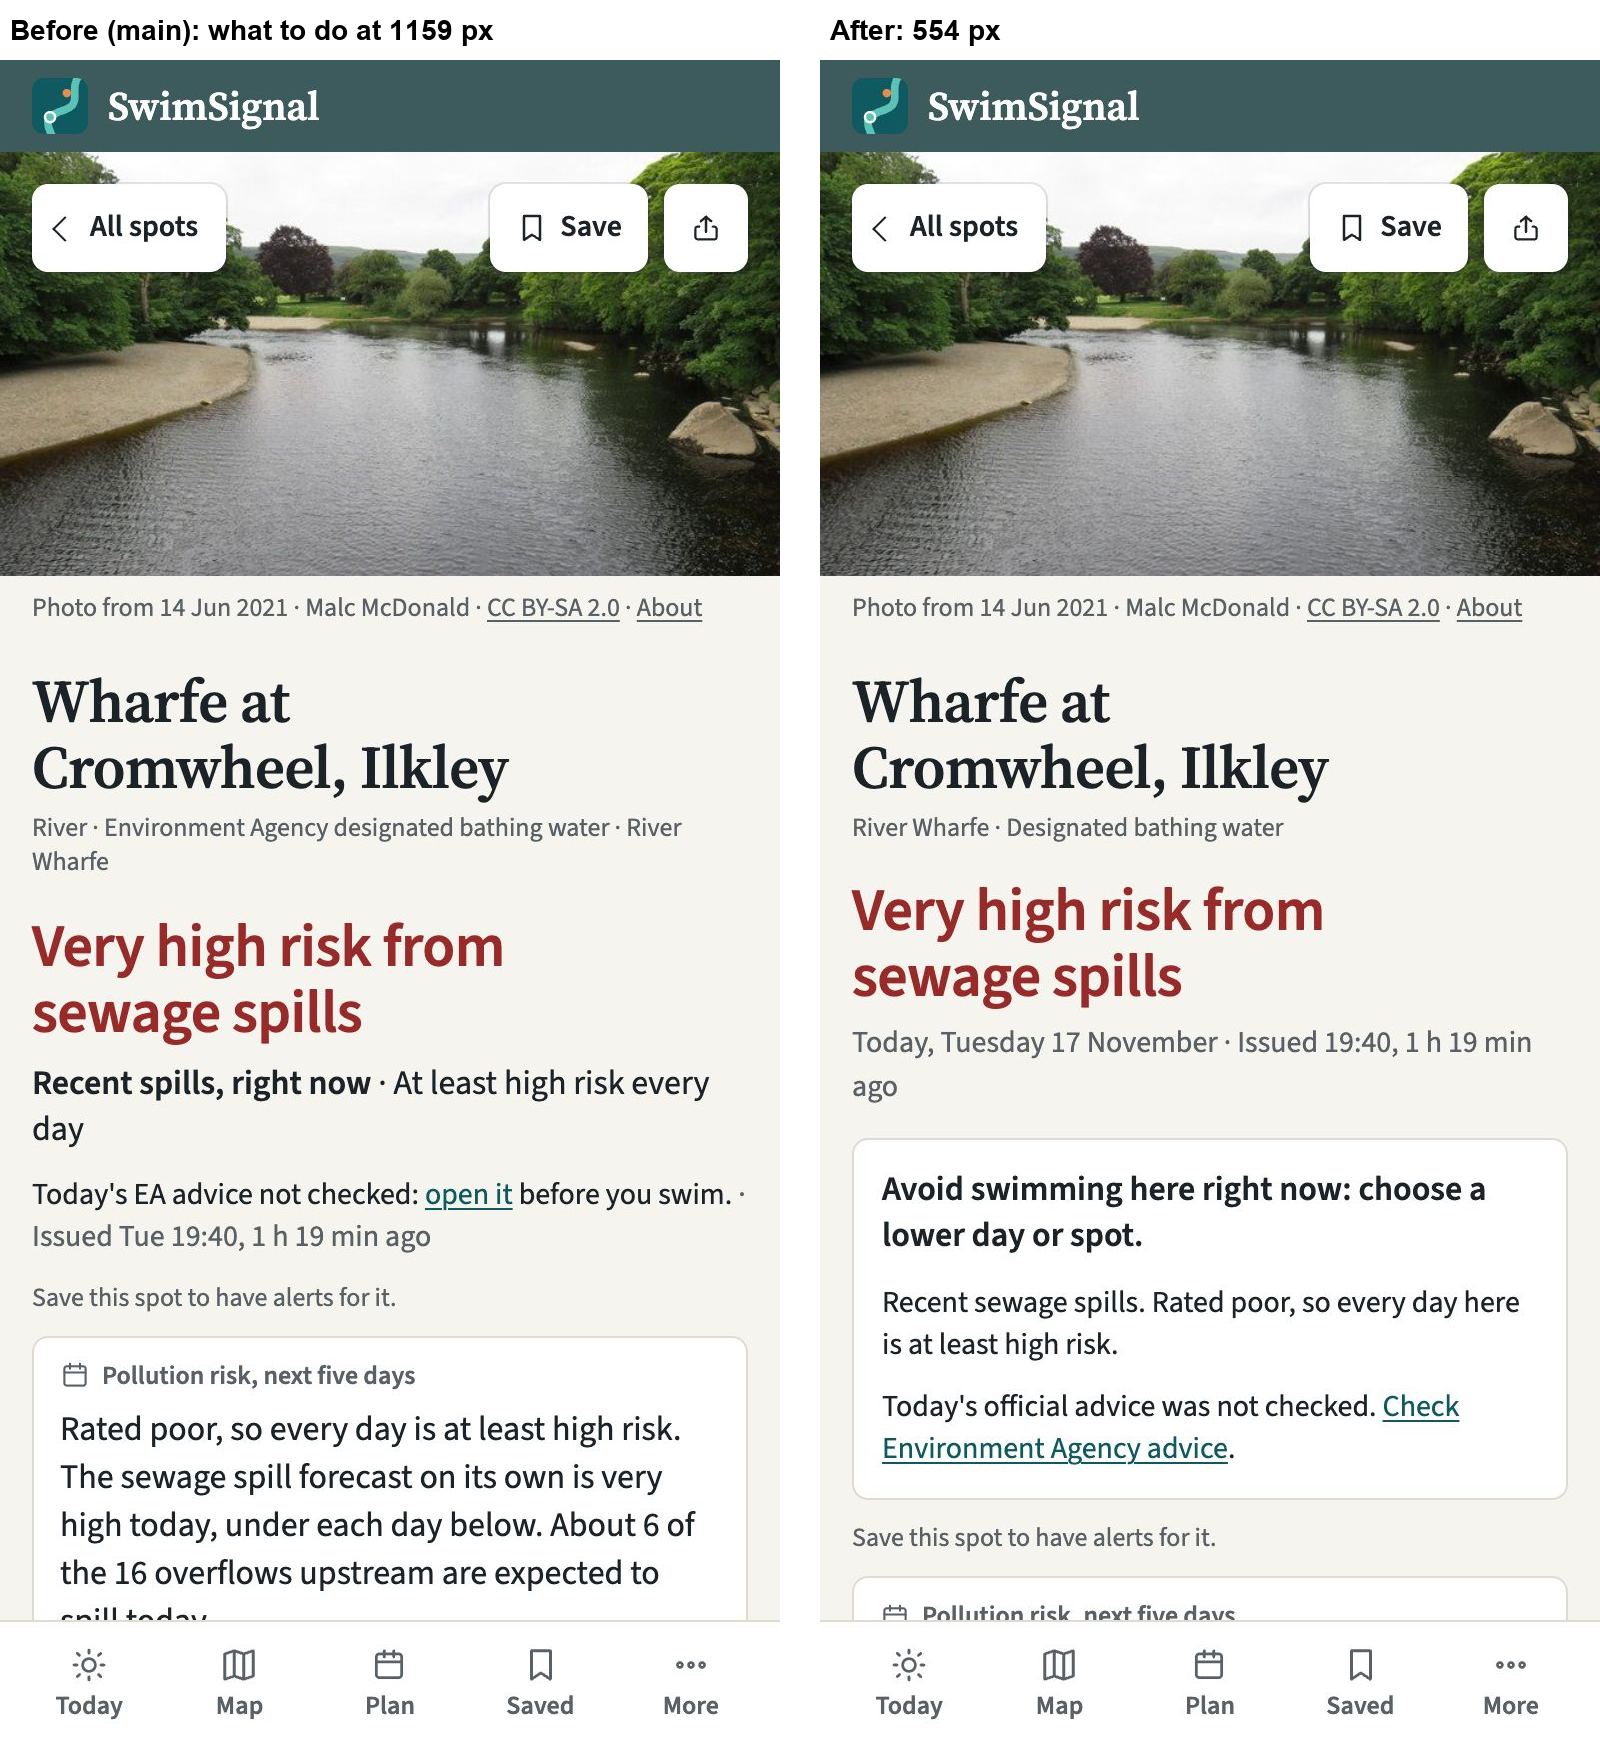 Before (main): what to do at 1159 px
SwimSignal
All spots
Save
Photo from 14 Jun 2021 · Malc McDonald · CC BY-SA 2.0 · About
Wharfe at
Cromwheel, Ilkley
River · Environment Agency designated bathing water · River
Wharfe
Very high risk from
sewage spills
Recent spills, right now · At least high risk every
day
Today's EA advice not checked: open it before you swim. ·
Issued Tue 19:40, 1 h 19 min ago
Save this spot to have alerts for it.
Pollution risk, next five days
Rated poor, so every day is at least high risk.
The sewage spill forecast on its own is very
high today, under each day below. About 6 of
the 16 overflows upstream are expected to
spill today.
Today
Map
Plan
Saved
More
After: 554 px
SwimSignal
All spots
Save
Photo from 14 Jun 2021 · Malc McDonald · CC BY-SA 2.0 · About
Wharfe at
Cromwheel, Ilkley
River Wharfe · Designated bathing water
Very high risk from
sewage spills
Today, Tuesday 17 November · Issued 19:40, 1 h 19 min
ago
Avoid swimming here right now: choose a
lower day or spot.
Recent sewage spills. Rated poor, so every day here
is at least high risk.
Today's official advice was not checked. Check
Environment Agency advice.
Save this spot to have alerts for it.
Pollution risk, next five days
Today
Map
Plan
Saved
More